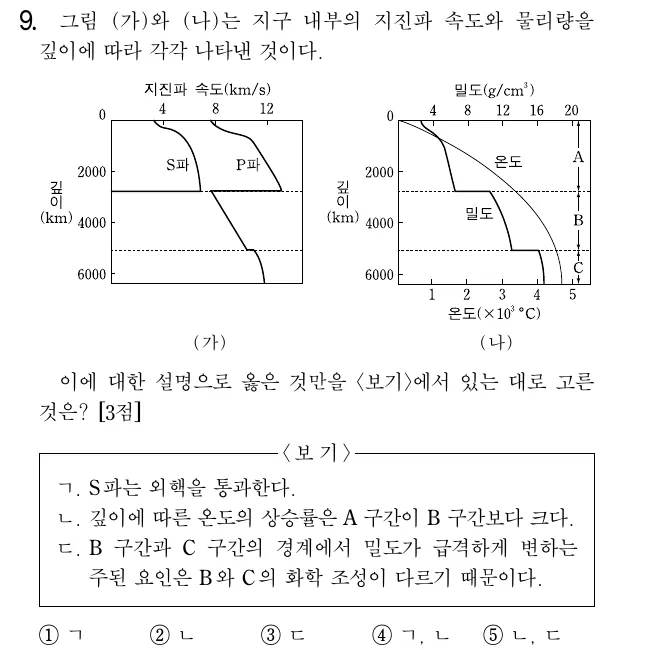 9. 그림 (가)와 (나)는 지구 내부의 지진파 속도와 물리량을
깊이에 따라 각각 나타낸 것이다.
지진파 속도(km/s)
4 8 12
0
2000
4000
6000
깊이
(km)
S파
P파
(가)
밀도(g/cm³)
4 8 12 16 20
0
2000
4000
6000
깊이
(km)
온도
밀도
A
B
C
1 2 3 4 5
온도(×10³ ℃)
(나)
이에 대한 설명으로 옳은 것만을 〈보기〉에서 있는 대로 고른
것은? [3점]
〈보 기〉
ㄱ. S파는 외핵을 통과한다.
ㄴ. 깊이에 따른 온도의 상승률은 A 구간이 B 구간보다 크다.
ㄷ. B 구간과 C 구간의 경계에서 밀도가 급격하게 변하는
주된 요인은 B와 C의 화학 조성이 다르기 때문이다.
① ㄱ ② ㄴ ③ ㄷ ④ ㄱ, ㄴ ⑤ ㄴ, ㄷ